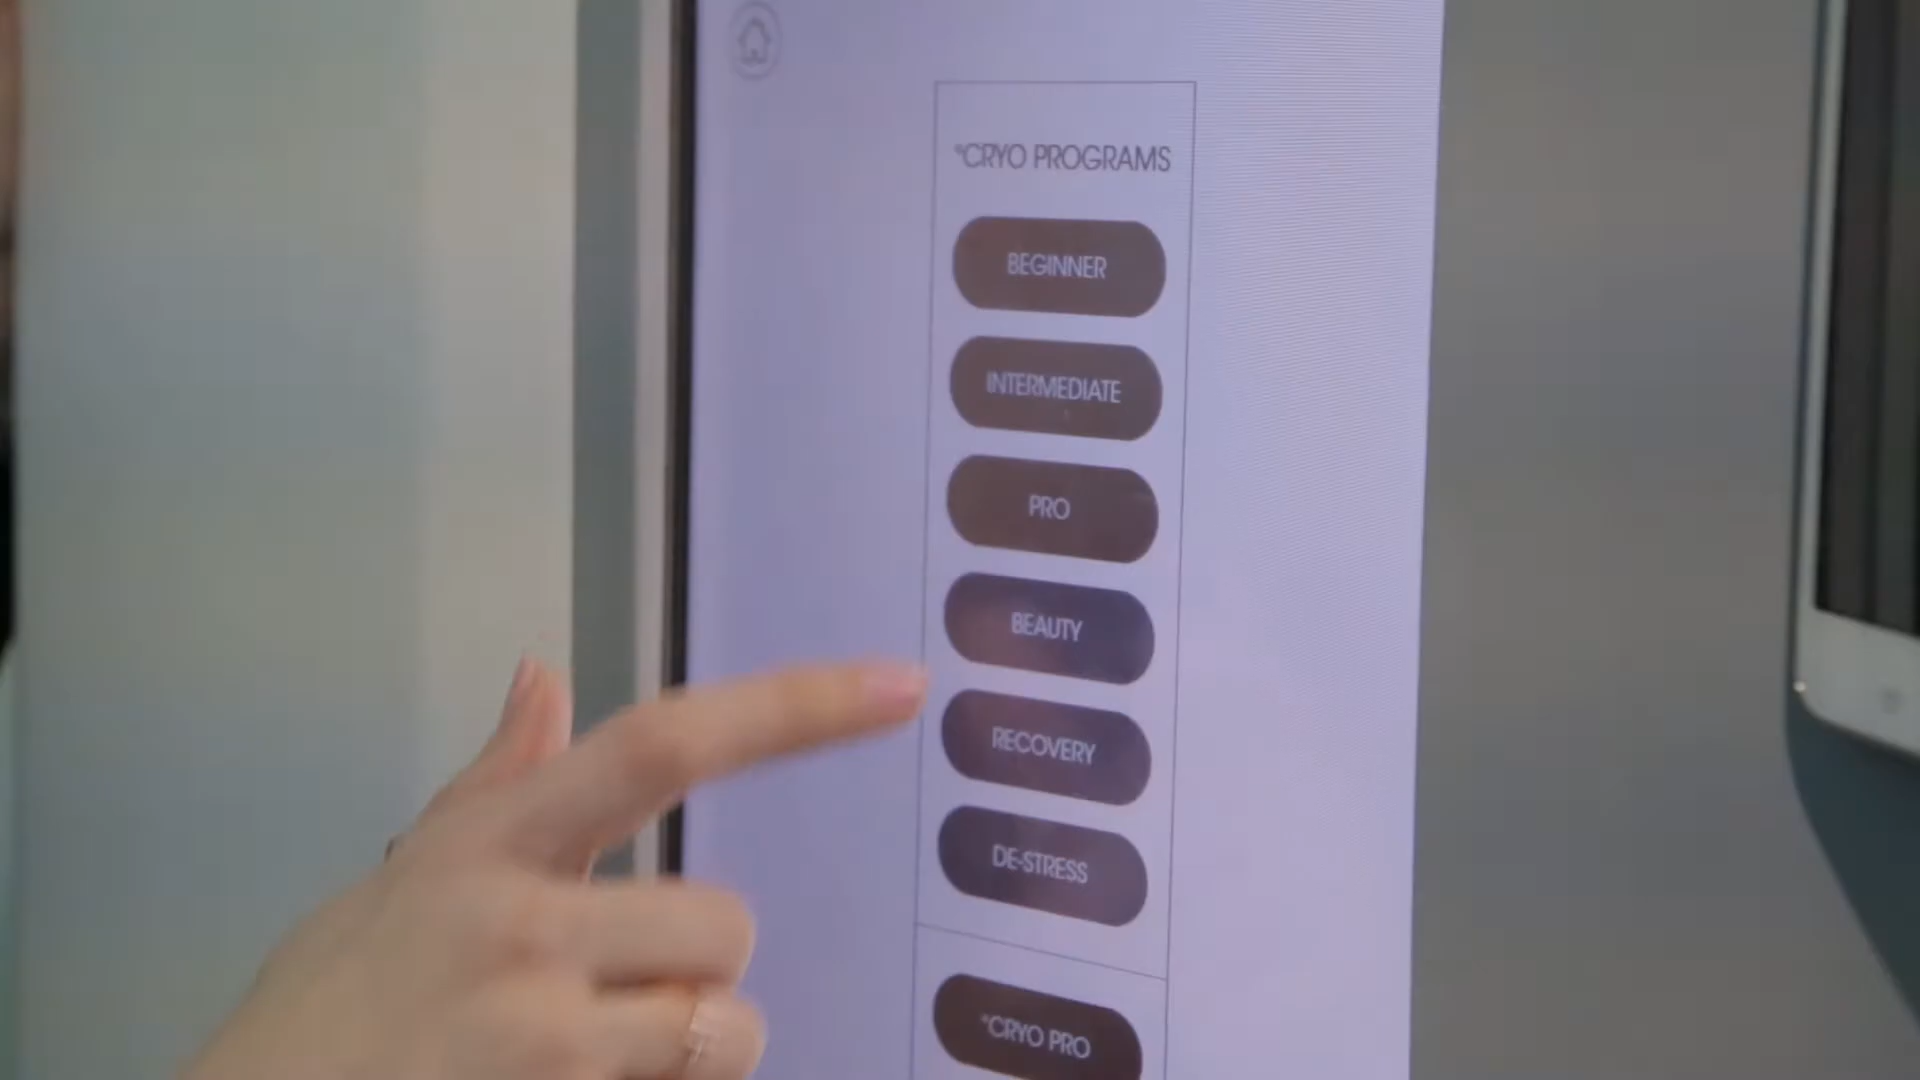 °CRYO PROGRAMS
BEGINNER
INTERMEDIATE
PRO
BEAUTY
RECOVERY
DE-STRESS
°CRYO PRO